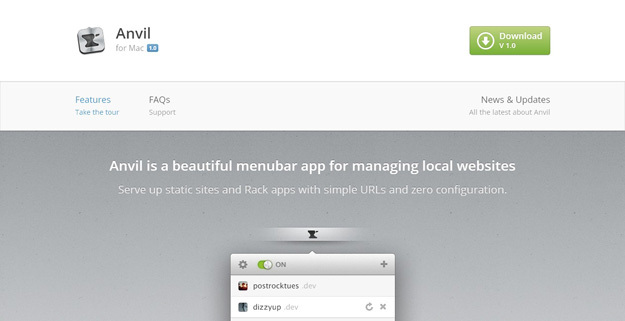 Anvil
for Mac 1.0
Download
V 1.0
Features
Take the tour
FAQs
Support
News & Updates
All the latest about Anvil
Anvil is a beautiful menubar app for managing local websites
Serve up static sites and Rack apps with simple URLs and zero configuration.
ON
postrocktues .dev
dizzyup .dev